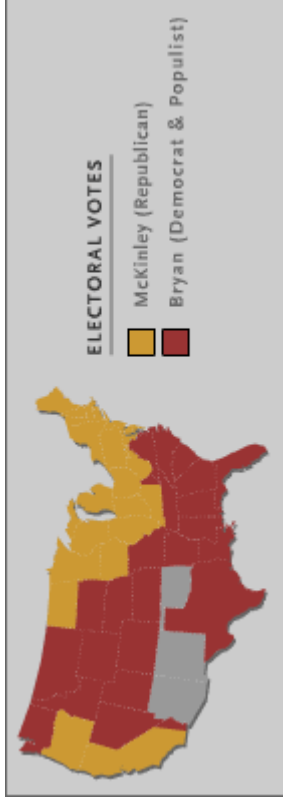 ELECTORAL VOTES
McKinley (Republican)
Bryan (Democrat & Populist)